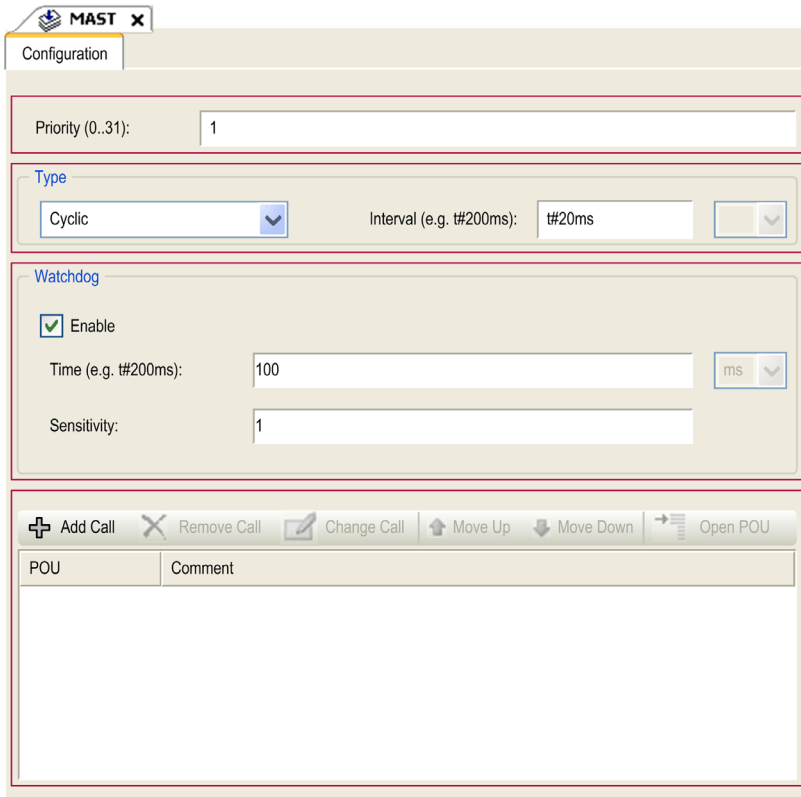 MAST
Configuration
Priority (0..31): 1
Type
Cyclic Interval (e.g. t#200ms): t#20ms
Watchdog
Enable
Time (e.g. t#200ms): 100 ms
Sensitivity: 1
Add Call Remove Call Change Call Move Up Move Down Open POU
POU Comment